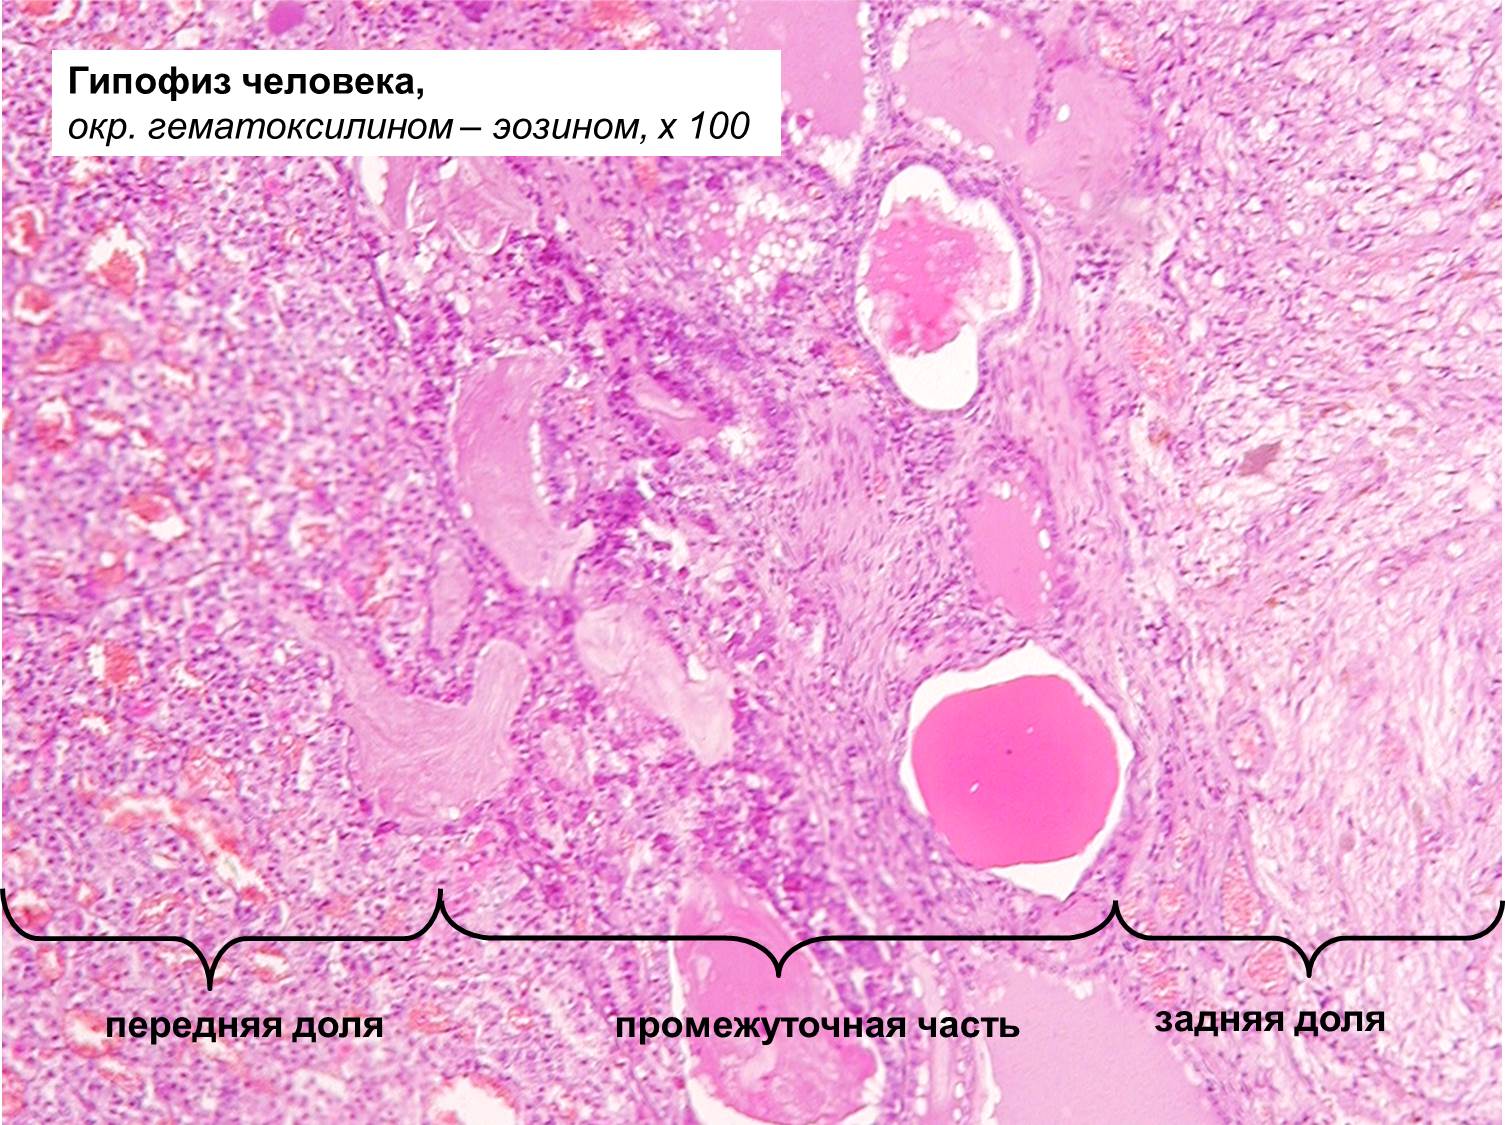 Гипофиз человека,
окр. гематоксилином – эозином, х 100
передняя доля
промежуточная часть
задняя доля